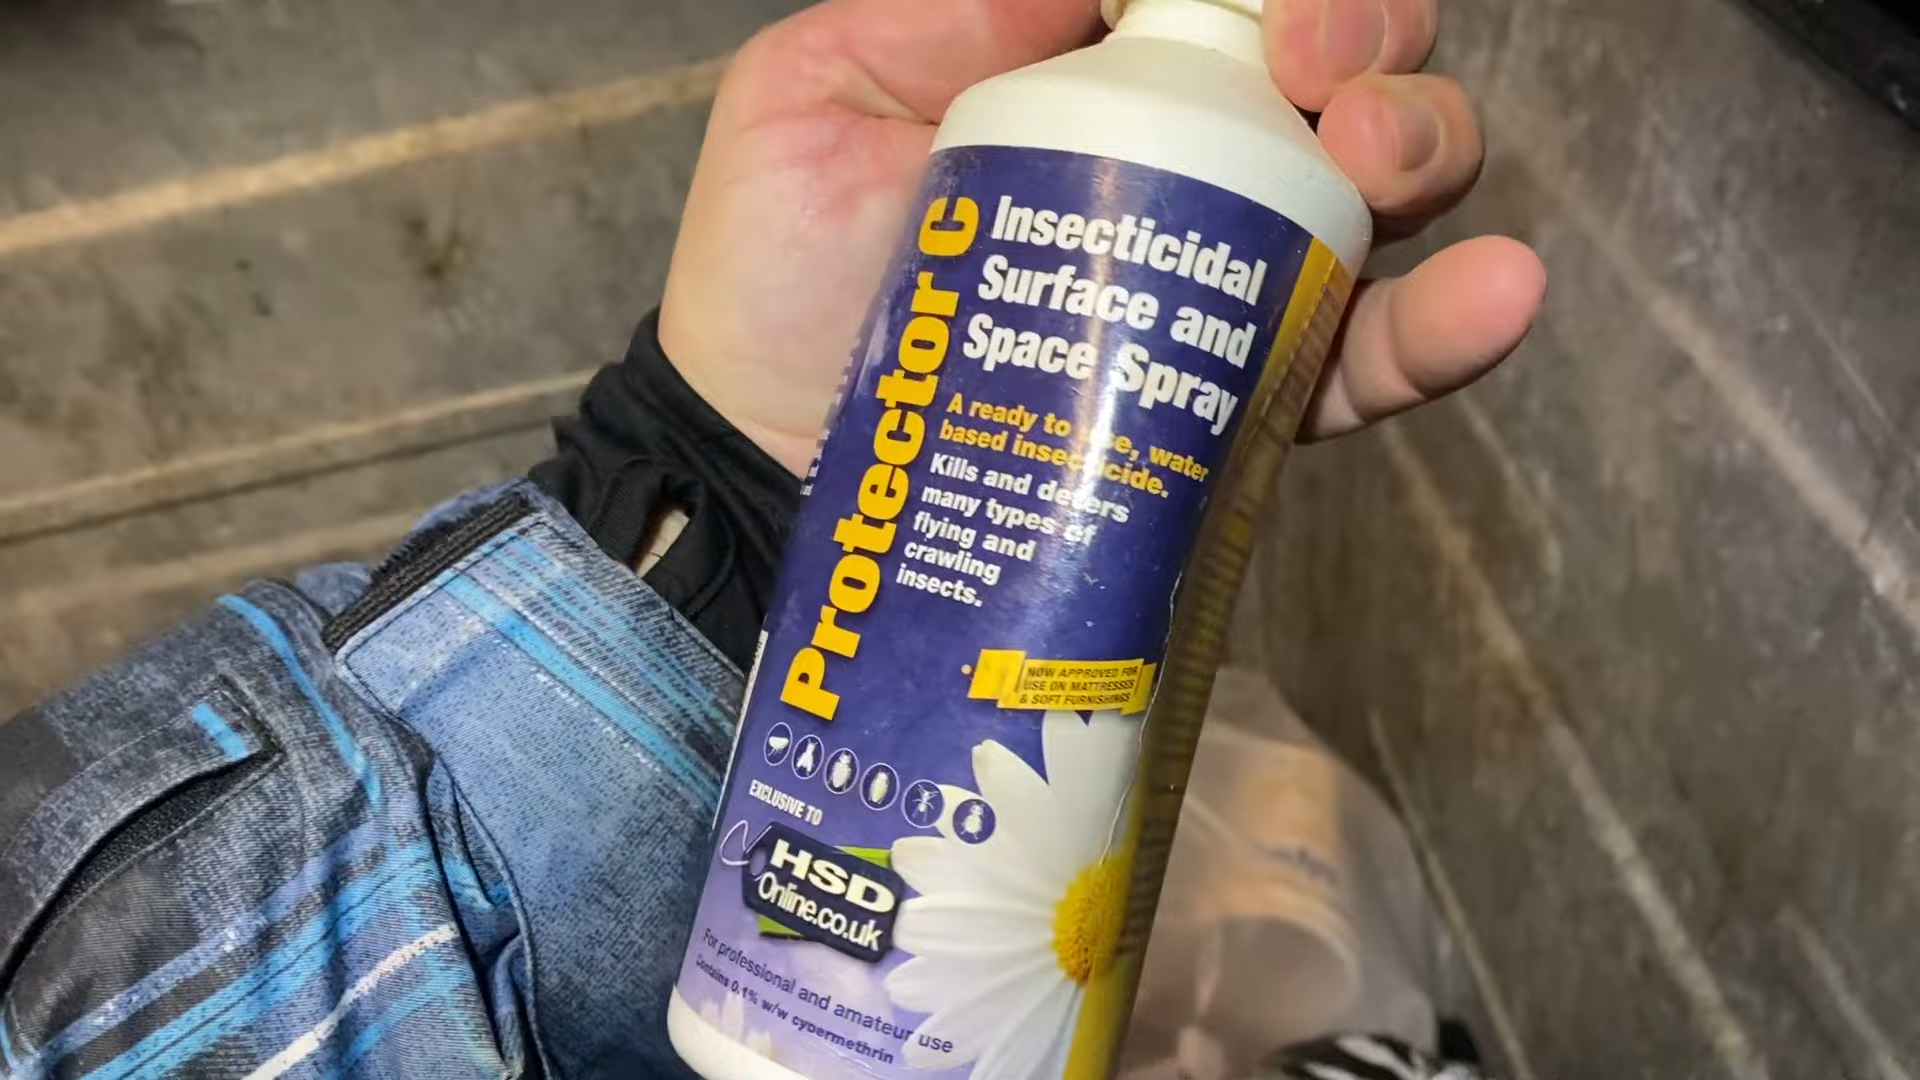 Protector C
Insecticidal
Surface and
Space Spray
A ready to use, water
based insecticide.
Kills and deters
many types of
flying and
crawling
insects.
NOW APPROVED FOR
USE ON MATTRESSES
& SOFT FURNISHINGS
EXCLUSIVE TO
HSD
Online.co.uk
For professional and amateur use
Contains 0.1% w/w cypermethrin